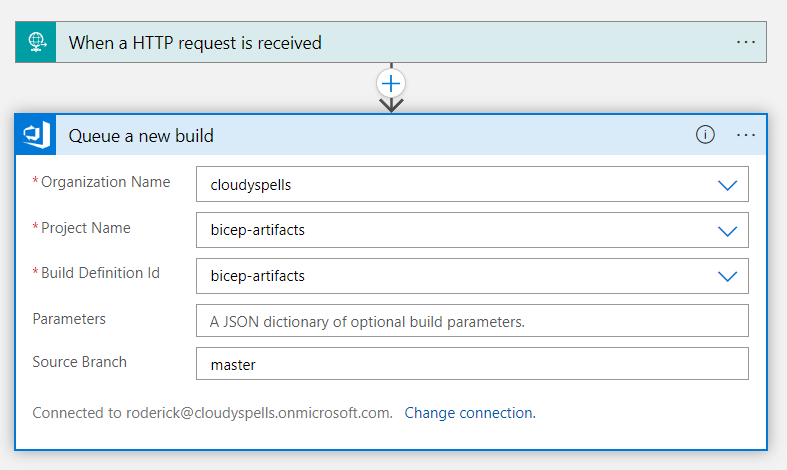 When a HTTP request is received
Queue a new build
*Organization Name cloudyspells
*Project Name bicep-artifacts
*Build Definition Id bicep-artifacts
Parameters A JSON dictionary of optional build parameters.
Source Branch master
Connected to roderick@cloudyspells.onmicrosoft.com. Change connection.